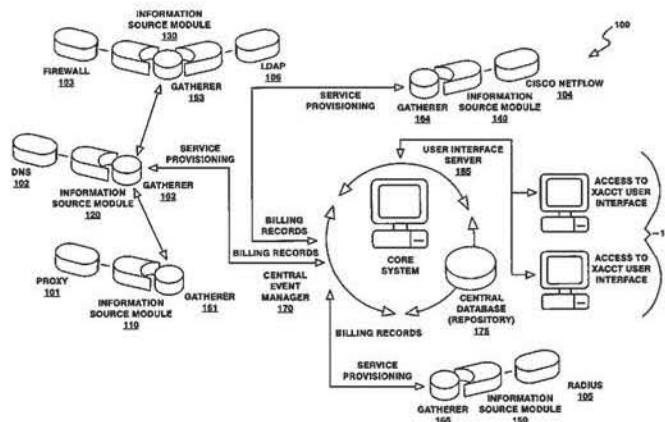 INFORMATION
SOURCE MODULE
130
100
FIREWALL
103
GATHERER
153
LDAP
106
SERVICE
PROVISIONING
GATHERER
164
INFORMATION
SOURCE MODULE
140
CISCO NETFLOW
104
DNS
102
SERVICE
PROVISIONING
INFORMATION
SOURCE MODULE
120
GATHERER
162
USER INTERFACE
SERVER
185
ACCESS TO
XACCT USER
INTERFACE
BILLING
RECORDS
BILLING RECORDS
CORE
SYSTEM
PROXY
101
INFORMATION
SOURCE MODULE
110
GATHERER
151
CENTRAL
EVENT
MANAGER
170
CENTRAL
DATABASE
(REPOSITORY)
175
ACCESS TO
XACCT USER
INTERFACE
BILLING RECORDS
SERVICE
PROVISIONING
GATHERER
INFORMATION
SOURCE MODULE
150
RADIUS
105